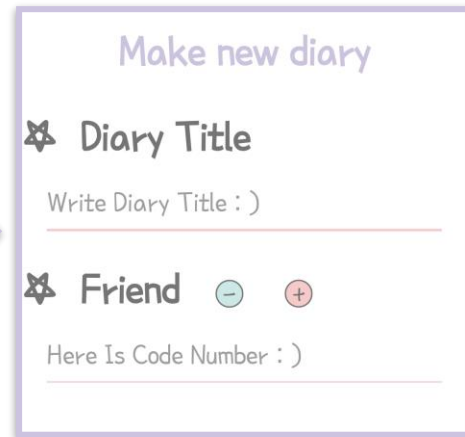 Make new diary
Diary Title
Write Diary Title : )
Friend - +
Here Is Code Number : )